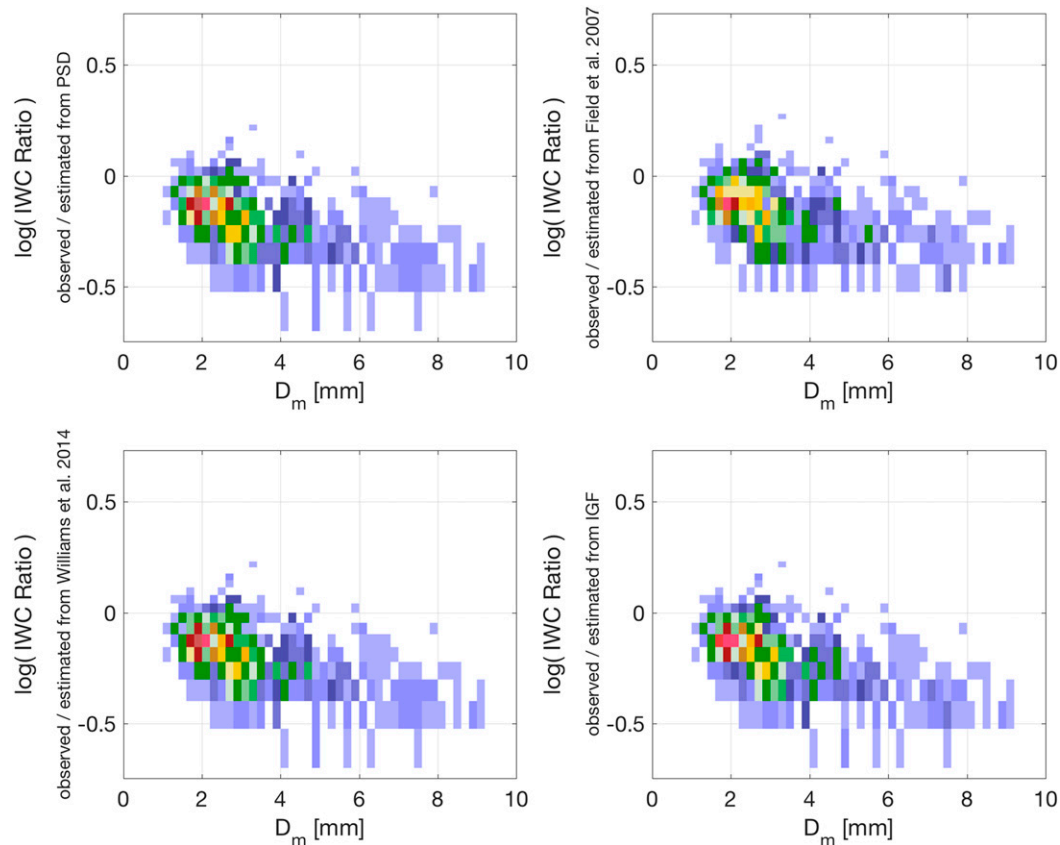 log( IWC Ratio )
observed / estimated from PSD
0.5
0
-0.5
0 2 4 6 8 10
D_m [mm]
log( IWC Ratio )
observed / estimated from Field et al. 2007
0.5
0
-0.5
0 2 4 6 8 10
D_m [mm]
log( IWC Ratio )
observed / estimated from Williams et al. 2014
0.5
0
-0.5
0 2 4 6 8 10
D_m [mm]
log( IWC Ratio )
observed / estimated from IGF
0.5
0
-0.5
0 2 4 6 8 10
D_m [mm]